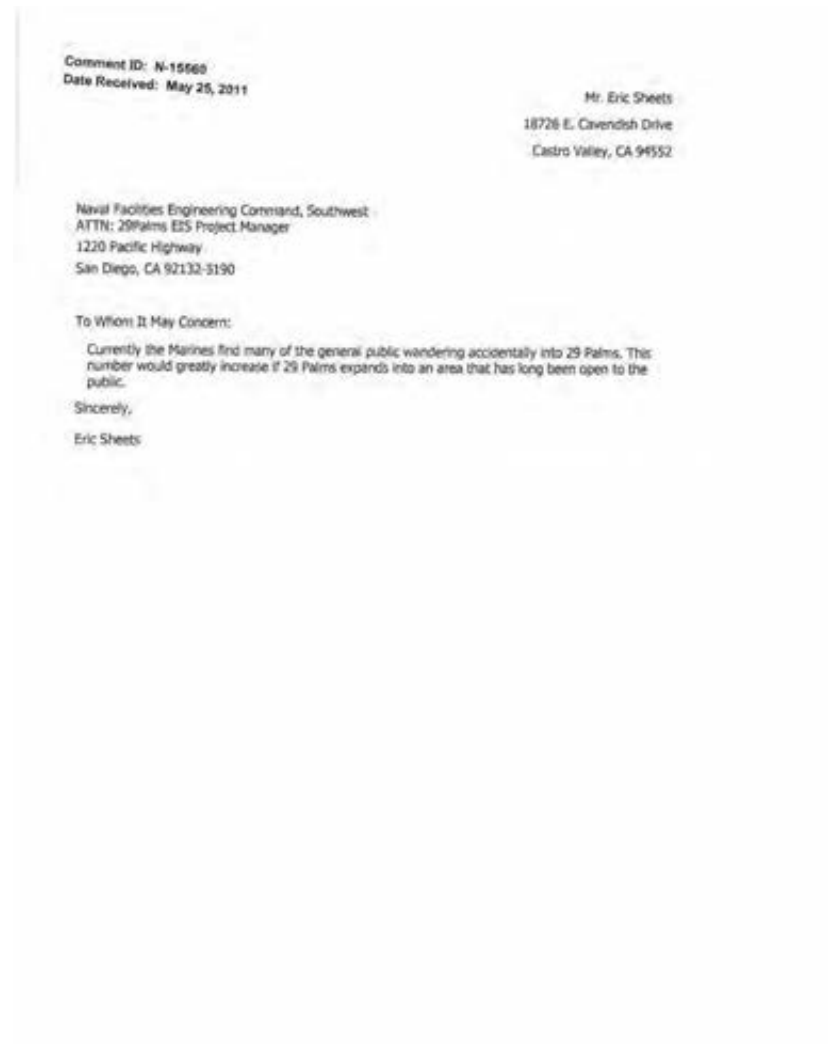 Comment ID: N-15560
Date Received: May 25, 2011
Mr. Eric Sheets
18726 E. Cavendish Drive
Castro Valley, CA 94552
Naval Facilities Engineering Command, Southwest
ATTN: 29Palms EIS Project Manager
1220 Pacific Highway
San Diego, CA 92132-5190
To Whom It May Concern:
Currently the Marines find many of the general public wandering accidentally into 29 Palms. This
number would greatly increase if 29 Palms expands into an area that has long been open to the
public.
Sincerely,
Eric Sheets